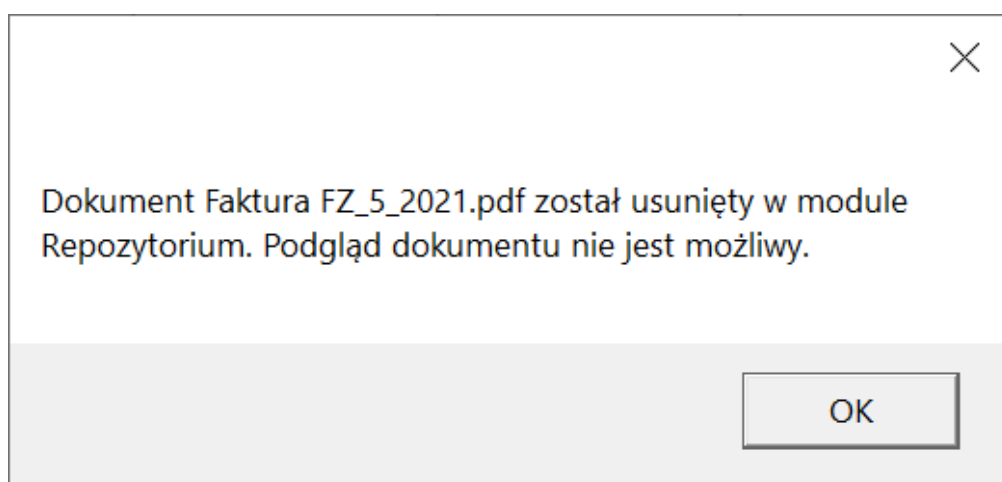 Dokument Faktura FZ_5_2021.pdf został usunięty w module
Repozytorium. Podgląd dokumentu nie jest możliwy.
OK